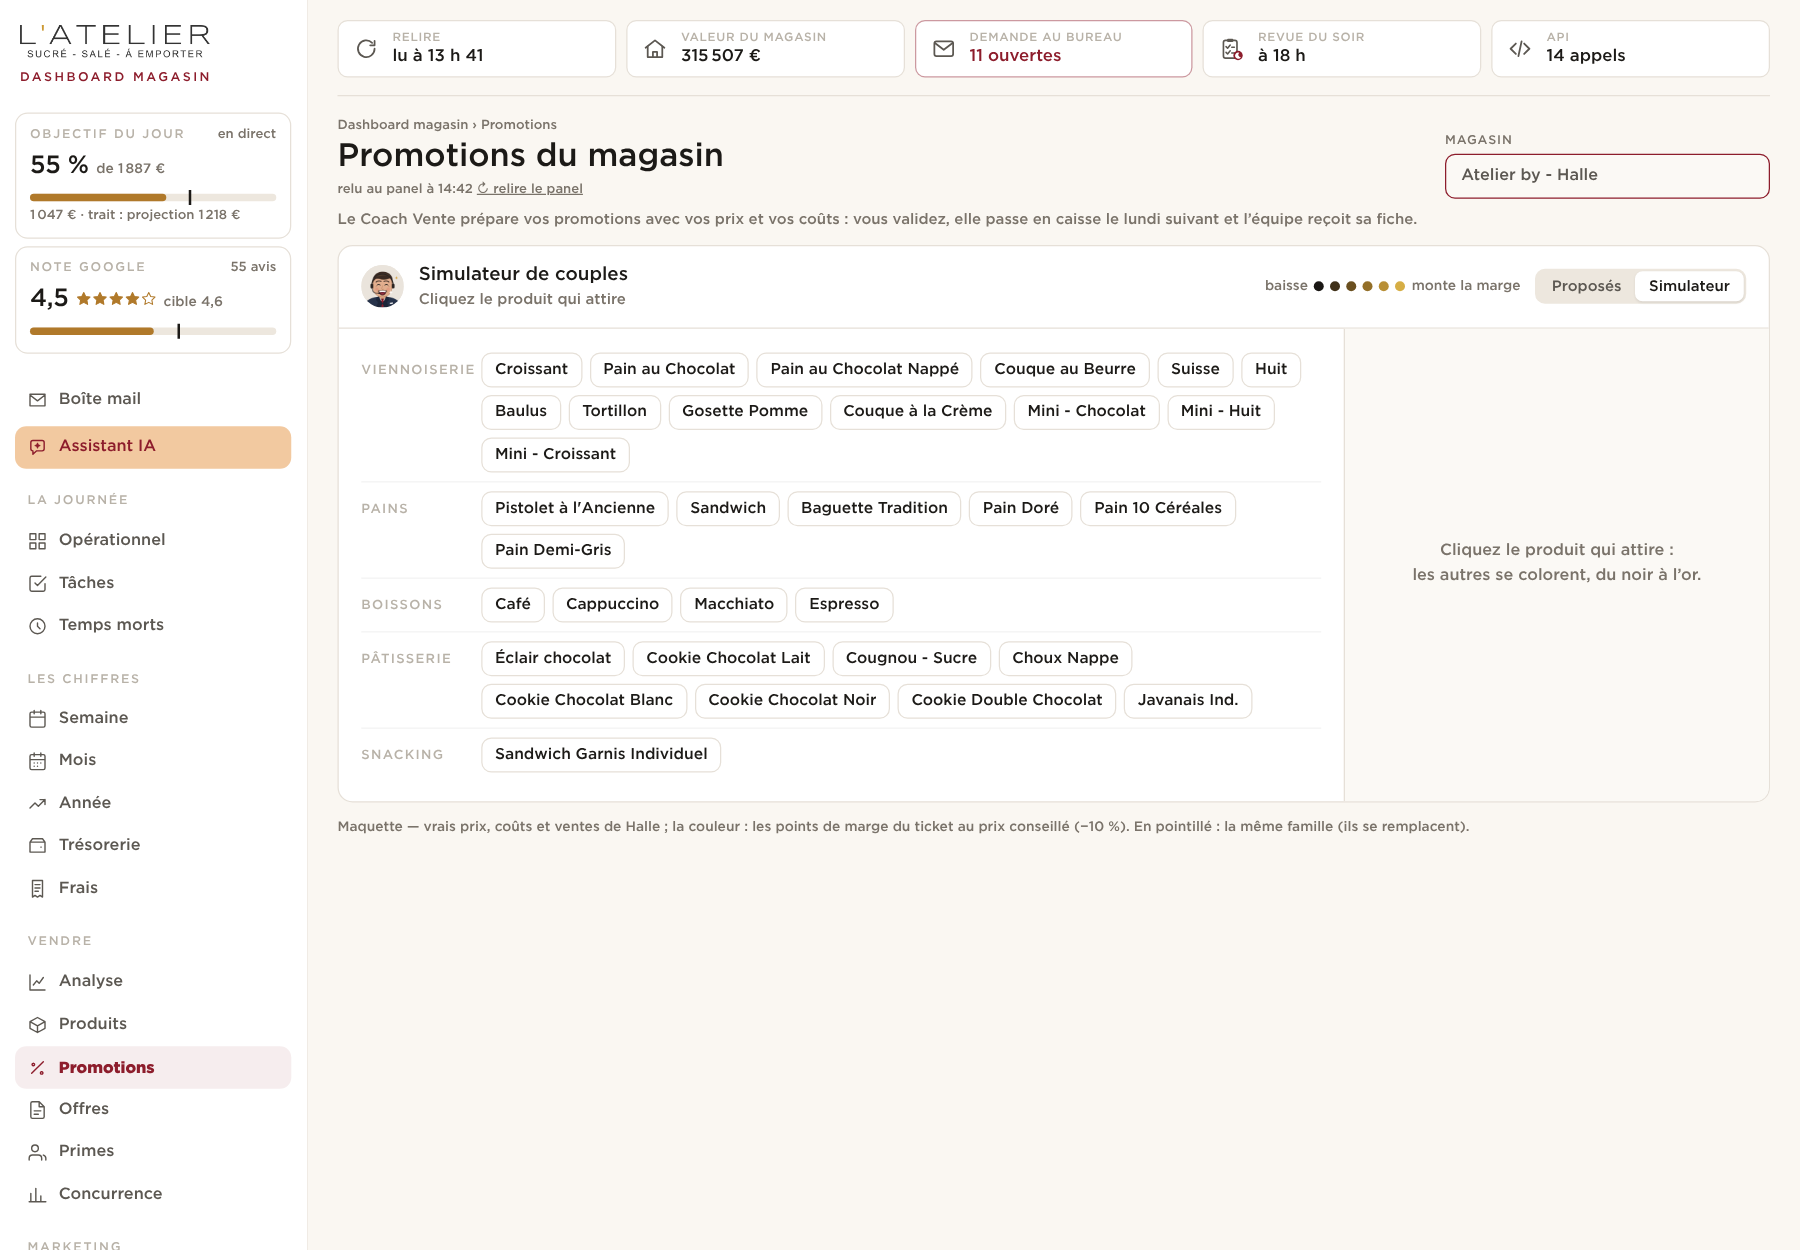 L'ATELIER
SUCRÉ - SALÉ - À EMPORTER
DASHBOARD MAGASIN
OBJECTIF DU JOUR en direct
55 % de 1 887 €
1 047 € · trait : projection 1 218 €
NOTE GOOGLE 55 avis
4,5 cible 4,6
Boîte mail
Assistant IA
LA JOURNÉE
Opérationnel
Tâches
Temps morts
LES CHIFFRES
Semaine
Mois
Année
Trésorerie
Frais
VENDRE
Analyse
Produits
Promotions
Offres
Primes
Concurrence
MARKETING
RELIRE
lu à 13 h 41
VALEUR DU MAGASIN
315 507 €
DEMANDE AU BUREAU
11 ouvertes
REVUE DU SOIR
à 18 h
API
14 appels
Dashboard magasin › Promotions
Promotions du magasin
relu au panel à 14:42 ↻ relire le panel
MAGASIN
Atelier by - Halle
Le Coach Vente prépare vos promotions avec vos prix et vos coûts : vous validez, elle passe en caisse le lundi suivant et l’équipe reçoit sa fiche.
Simulateur de couples
Cliquez le produit qui attire
baisse monte la marge
Proposés Simulateur
VIENNOISERIE Croissant Pain au Chocolat Pain au Chocolat Nappé Couque au Beurre Suisse Huit
Baulus Tortillon Gosette Pomme Couque à la Crème Mini - Chocolat Mini - Huit
Mini - Croissant
PAINS Pistolet à l'Ancienne Sandwich Baguette Tradition Pain Doré Pain 10 Céréales
Pain Demi-Gris
BOISSONS Café Cappuccino Macchiato Espresso
PÂTISSERIE Éclair chocolat Cookie Chocolat Lait Cougnou - Sucre Choux Nappe
Cookie Chocolat Blanc Cookie Chocolat Noir Cookie Double Chocolat Javanais Ind.
SNACKING Sandwich Garnis Individuel
Cliquez le produit qui attire :
les autres se colorent, du noir à l’or.
Maquette — vrais prix, coûts et ventes de Halle ; la couleur : les points de marge du ticket au prix conseillé (−10 %). En pointillé : la même famille (ils se remplacent).